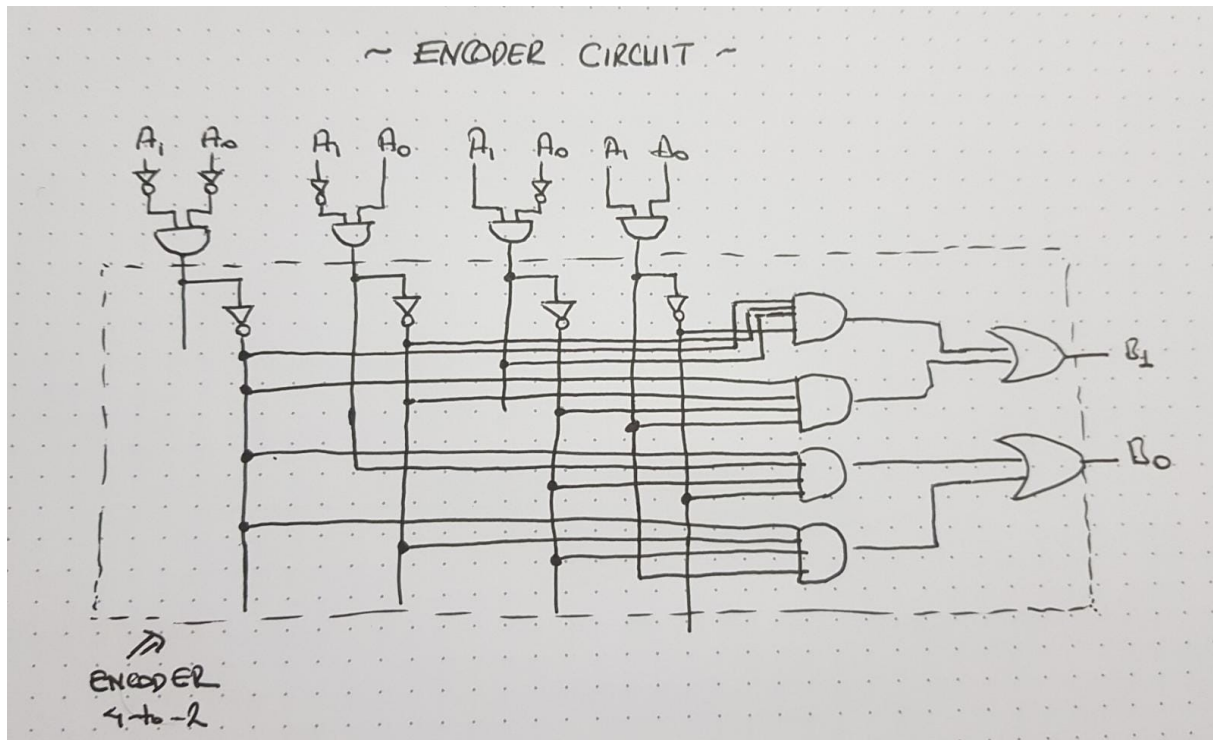 ~ ENCODER CIRCUIT ~
A₁ A₀ A₁ A₀ A₁ A₀ A₁ A₀
B1
B0
ENCODER
4-to-2